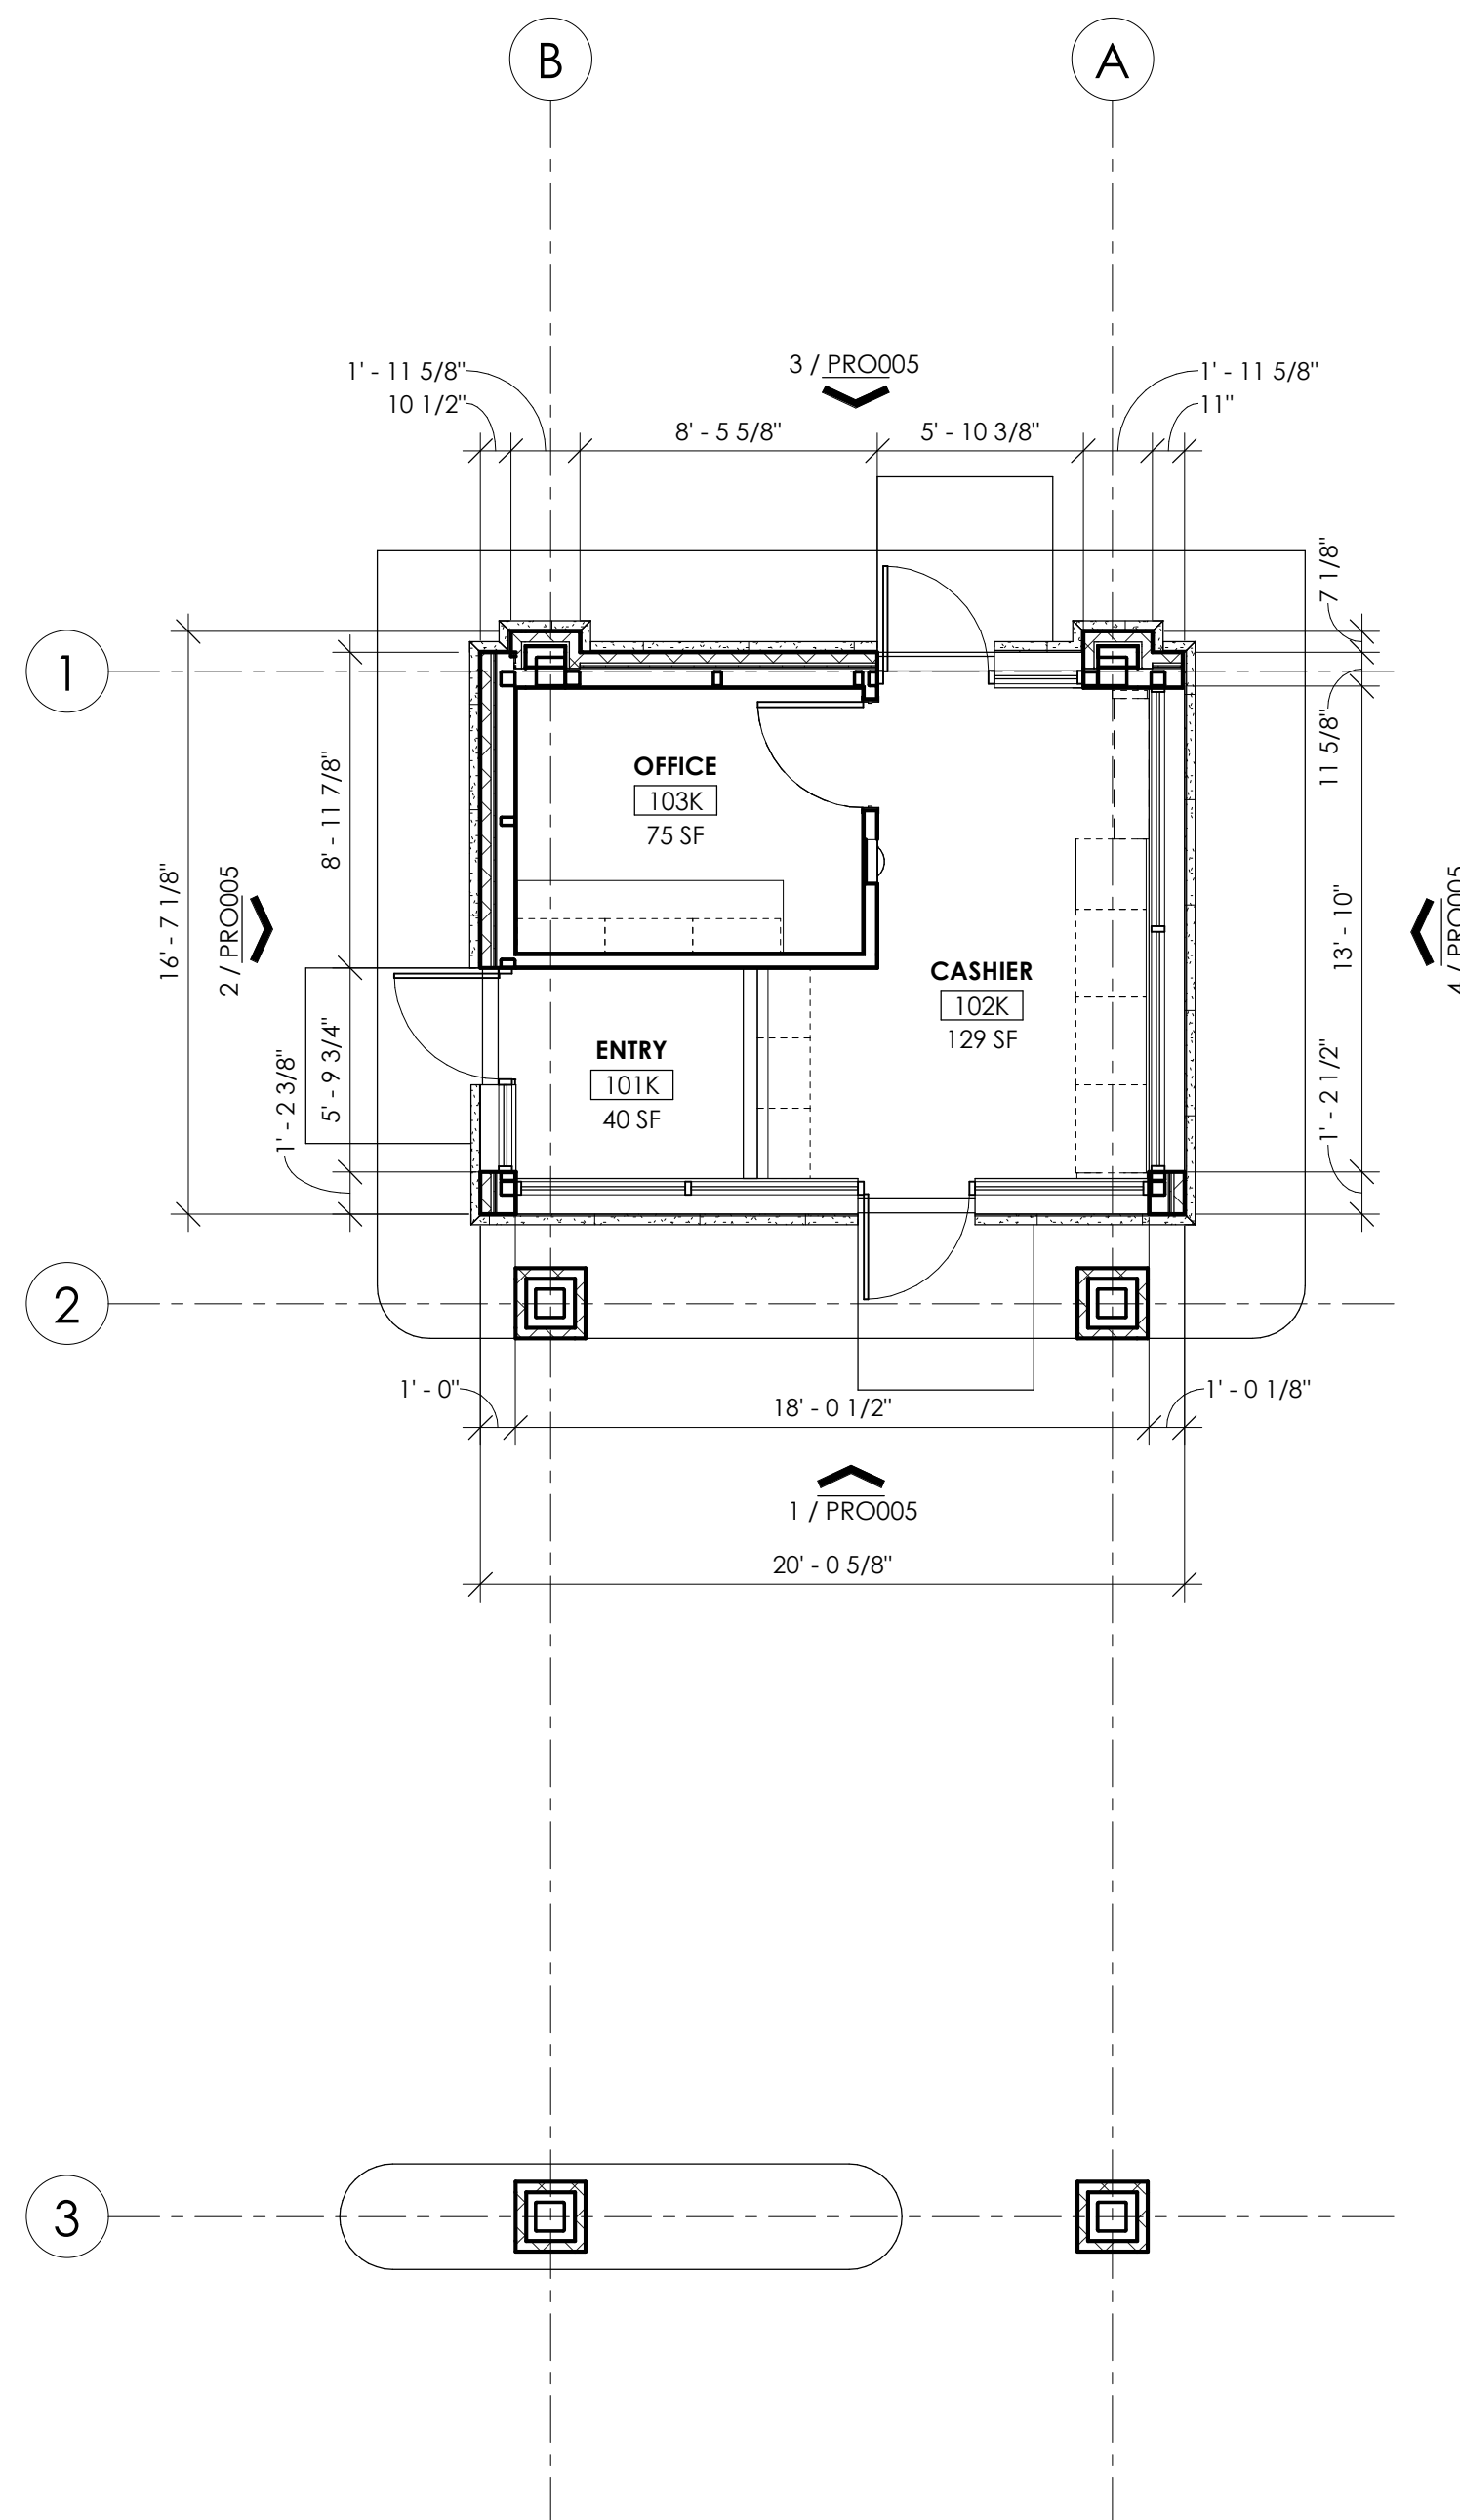 B
A
3 / PRO005
1' - 11 5/8"
1' - 11 5/8"
10 1/2"
11"
8' - 5 5/8"
5' - 10 3/8"
7 1/8"
1
11 5/8"
OFFICE
103K
75 SF
8' - 11 7/8"
16' - 7 1/8"
2 / PRO005
13' - 10"
4 / PRO005
CASHIER
102K
129 SF
ENTRY
101K
40 SF
5' - 9 3/4"
1' - 2 3/8"
1' - 2 1/2"
2
1' - 0"
18' - 0 1/2"
1' - 0 1/8"
1 / PRO005
20' - 0 5/8"
3